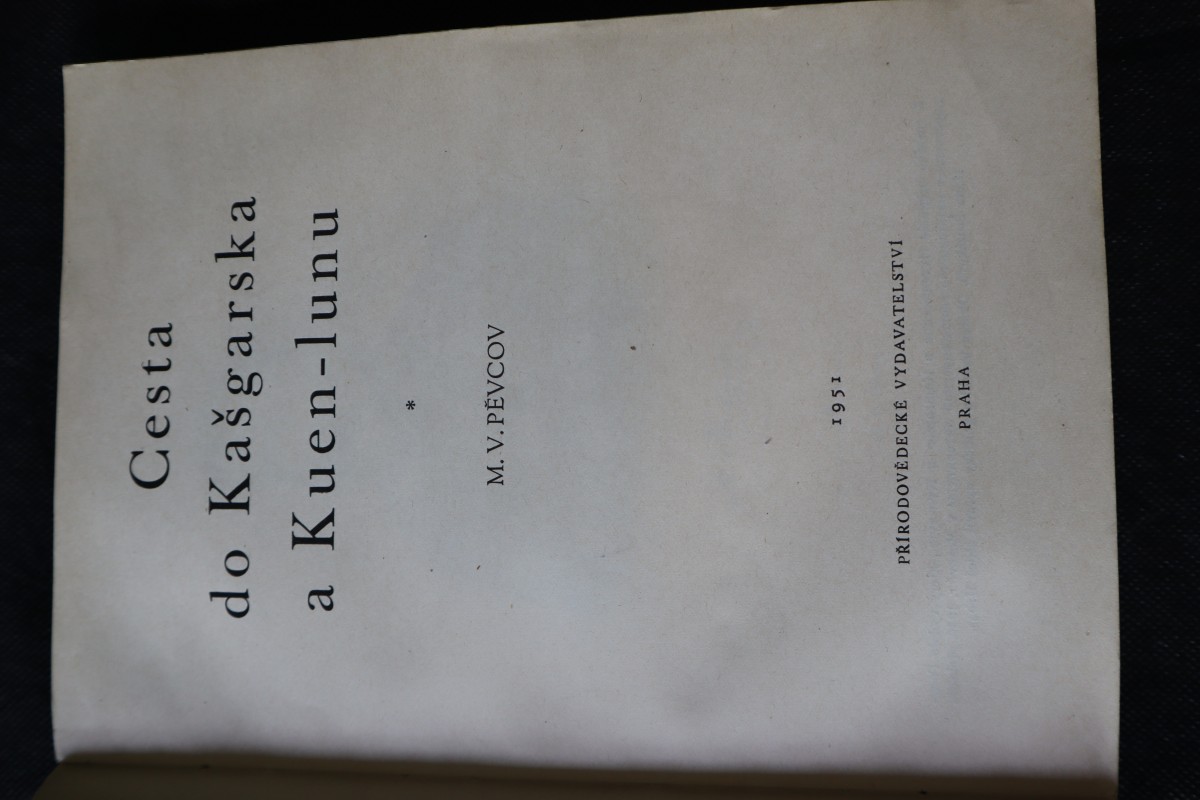 Cesta
do Kašgarska
a Kuen-lunu
*
M. V. PĚVCOV
1951
PŘÍRODOVĚDECKÉ VYDAVATELSTVÍ
PRAHA